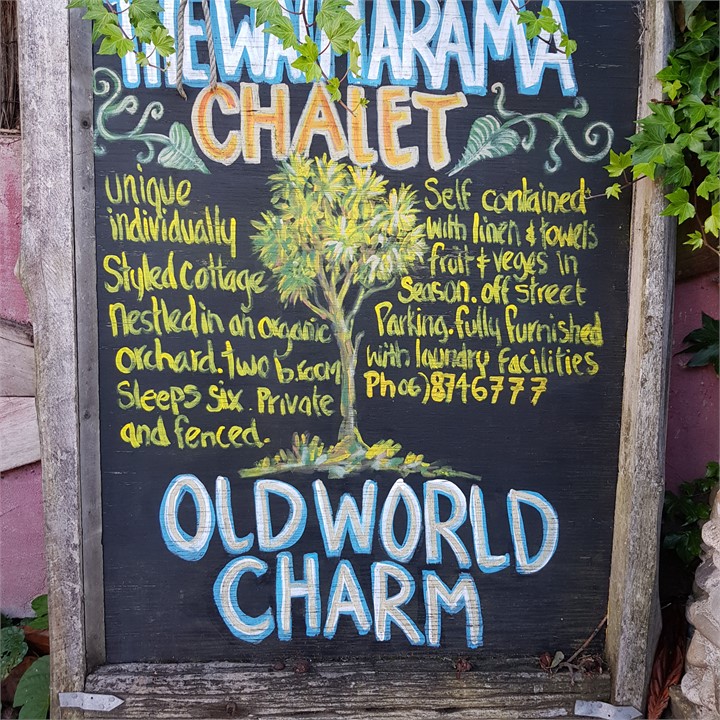 THE WAIMARAMA
CHALET
unique
individually
Styled Cottage
nestled in an organic
orchard. two b.room
Sleeps Six. Private
and fenced.
Self contained
with linen & towels
fruit & veges in
Season. off street
Parking. fully furnished
with laundry facilities
Ph 06) 8746777
OLD WORLD
CHARM